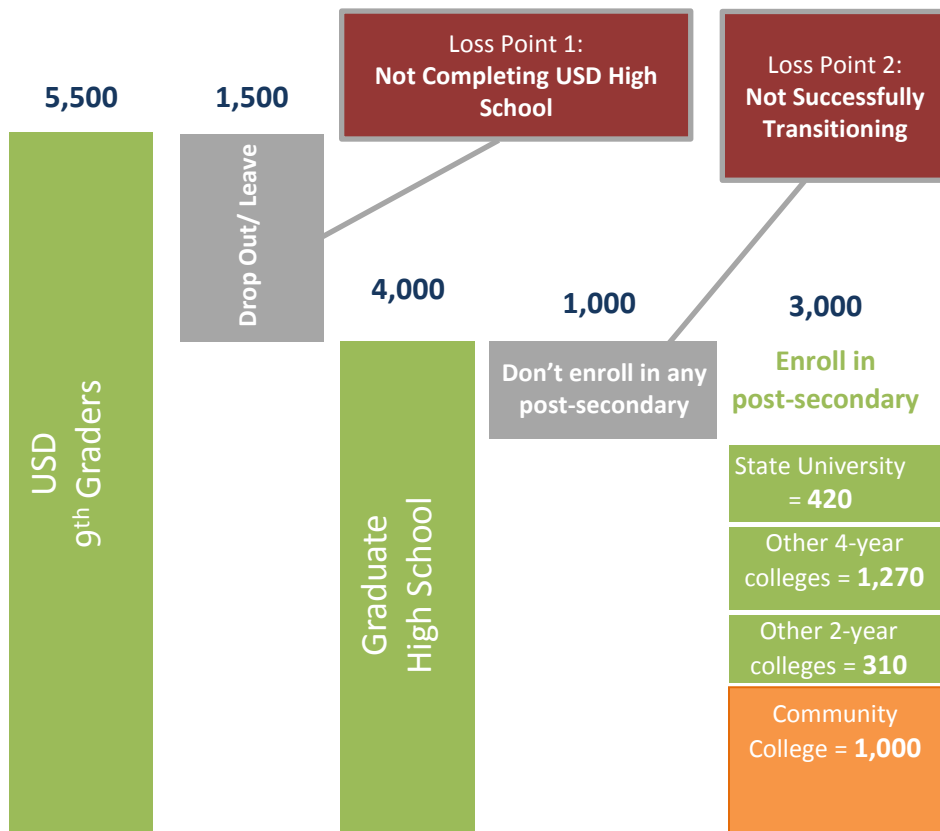 5,500
1,500
Loss Point 1:
Not Completing USD High
School
Loss Point 2:
Not Successfully
Transitioning
USD
9th Graders
Drop Out/ Leave
4,000
Graduate
High School
1,000
Don’t enroll in any
post-secondary
3,000
Enroll in
post-secondary
State University
= 420
Other 4-year
colleges = 1,270
Other 2-year
colleges = 310
Community
College = 1,000